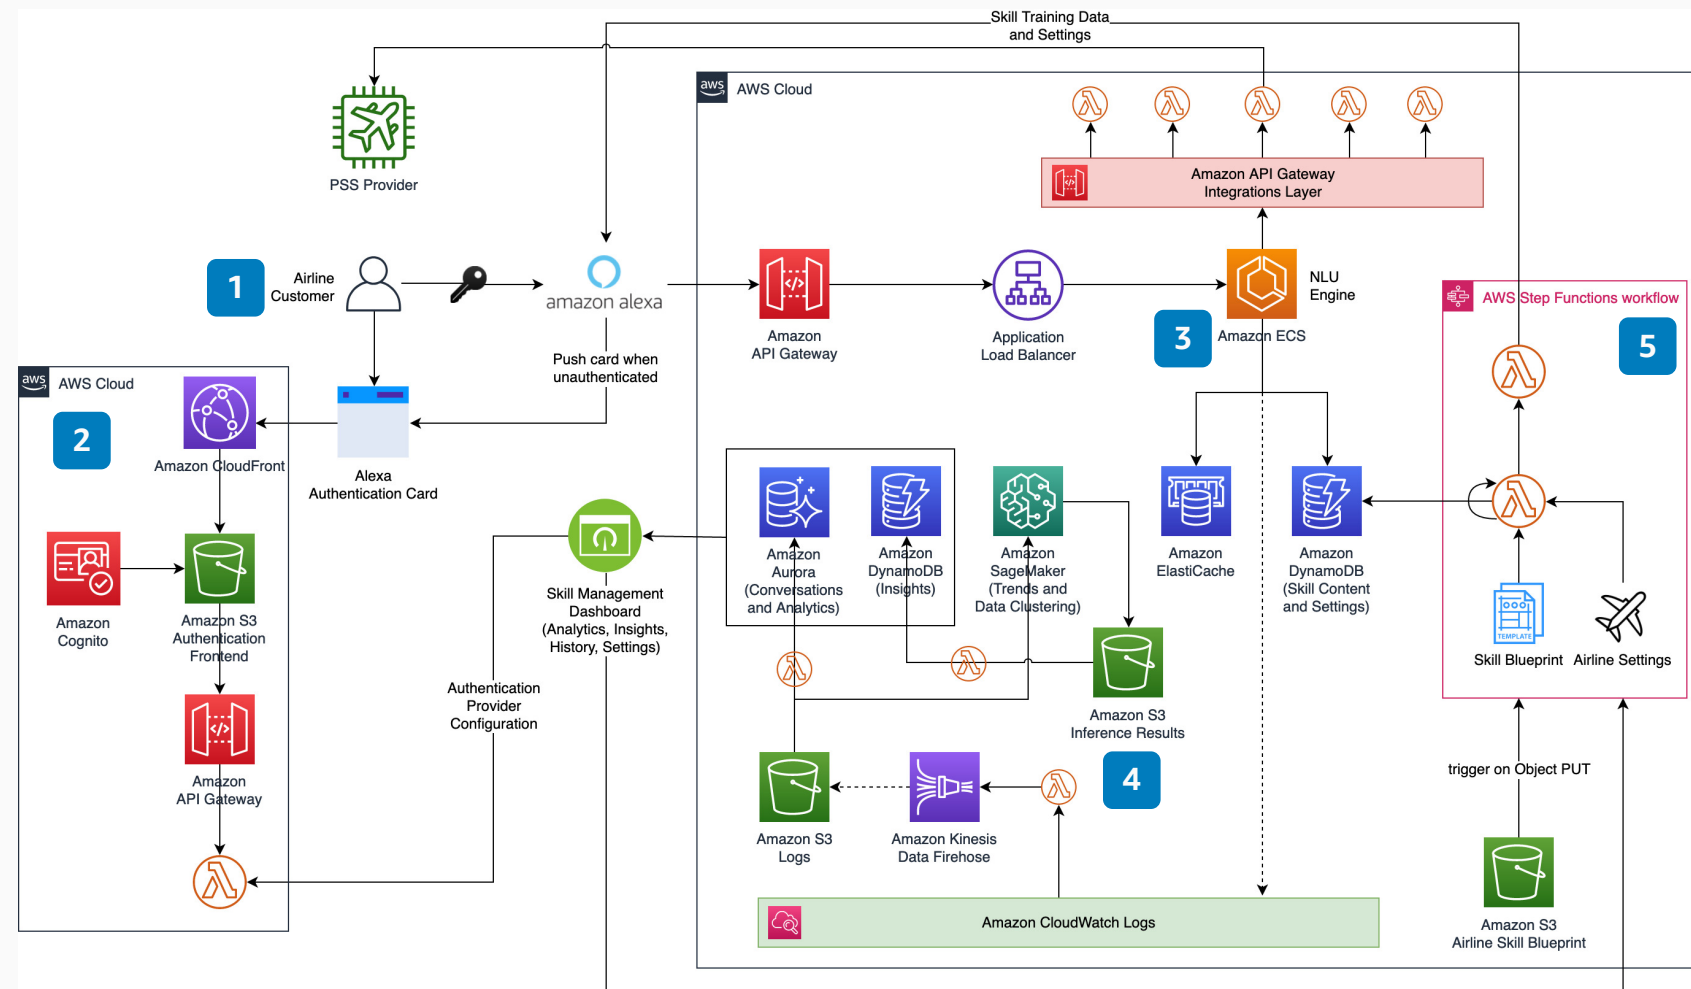 Skill Training Data
and Settings
aws
AWS Cloud
PSS Provider
Amazon API Gateway
Integrations Layer
1
Airline
Customer
amazon alexa
Amazon
API Gateway
Application
Load Balancer
NLU
Engine
3
Amazon ECS
AWS Step Functions workflow
5
Push card when
unauthenticated
aws
AWS Cloud
2
Amazon CloudFront
Alexa
Authentication Card
Amazon
Cognito
Amazon S3
Authentication
Frontend
Amazon
API Gateway
Skill Management
Dashboard
(Analytics, Insights,
History, Settings)
Authentication
Provider
Configuration
Amazon
Aurora
(Conversations
and Analytics)
Amazon
DynamoDB
(Insights)
Amazon
SageMaker
(Trends and
Data Clustering)
Amazon
ElastiCache
Amazon
DynamoDB
(Skill Content
and Settings)
TEMPLATE
Skill Blueprint
Airline Settings
Amazon S3
Inference Results
4
trigger on Object PUT
Amazon S3
Logs
Amazon Kinesis
Data Firehose
Amazon CloudWatch Logs
Amazon S3
Airline Skill Blueprint